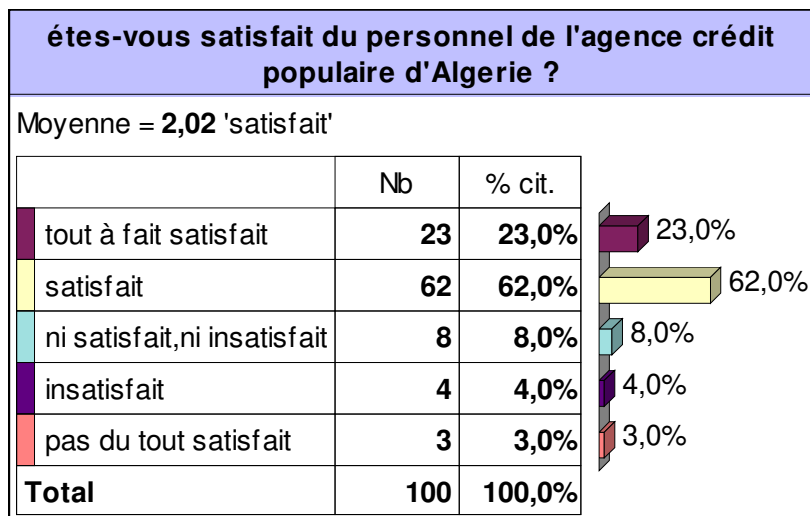 étes-vous satisfait du personnel de l'agence crédit
populaire d'Algerie ?
Moyenne = 2,02 'satisfait'
Nb % cit.
tout à fait satisfait 23 23,0% 23,0%
satisfait 62 62,0% 62,0%
ni satisfait,ni insatisfait 8 8,0% 8,0%
insatisfait 4 4,0% 4,0%
pas du tout satisfait 3 3,0% 3,0%
Total 100 100,0%